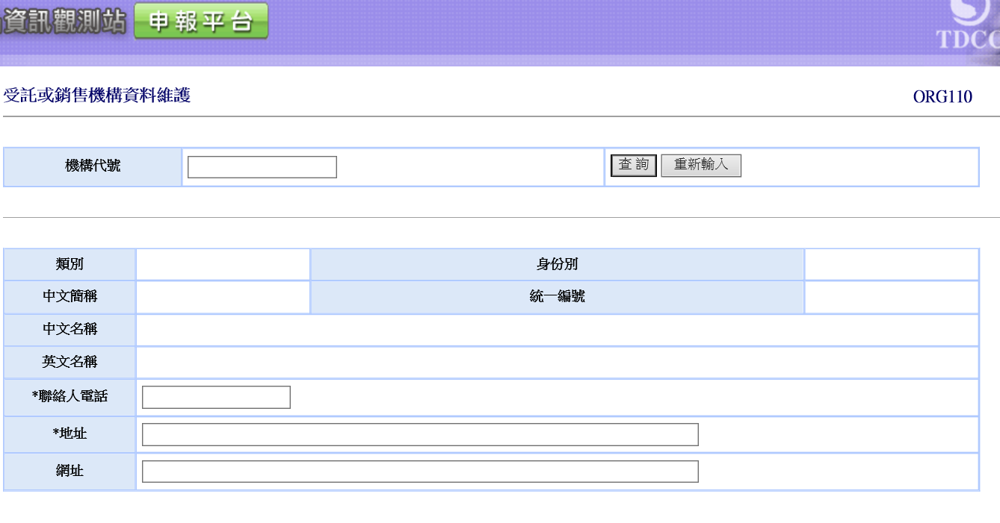 資訊觀測站 申報平台
TDCC
受託或銷售機構資料維護 ORG110
機構代號 查詢 重新輸入
類別 身份別
中文簡稱 統一編號
中文名稱
英文名稱
*聯絡人電話
*地址
網址